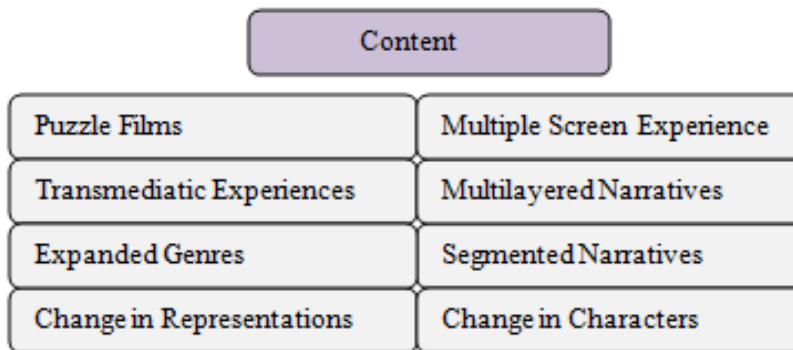 Content
Puzzle Films
Multiple Screen Experience
Transmediatic Experiences
Multilayered Narratives
Expanded Genres
Segmented Narratives
Change in Representations
Change in Characters